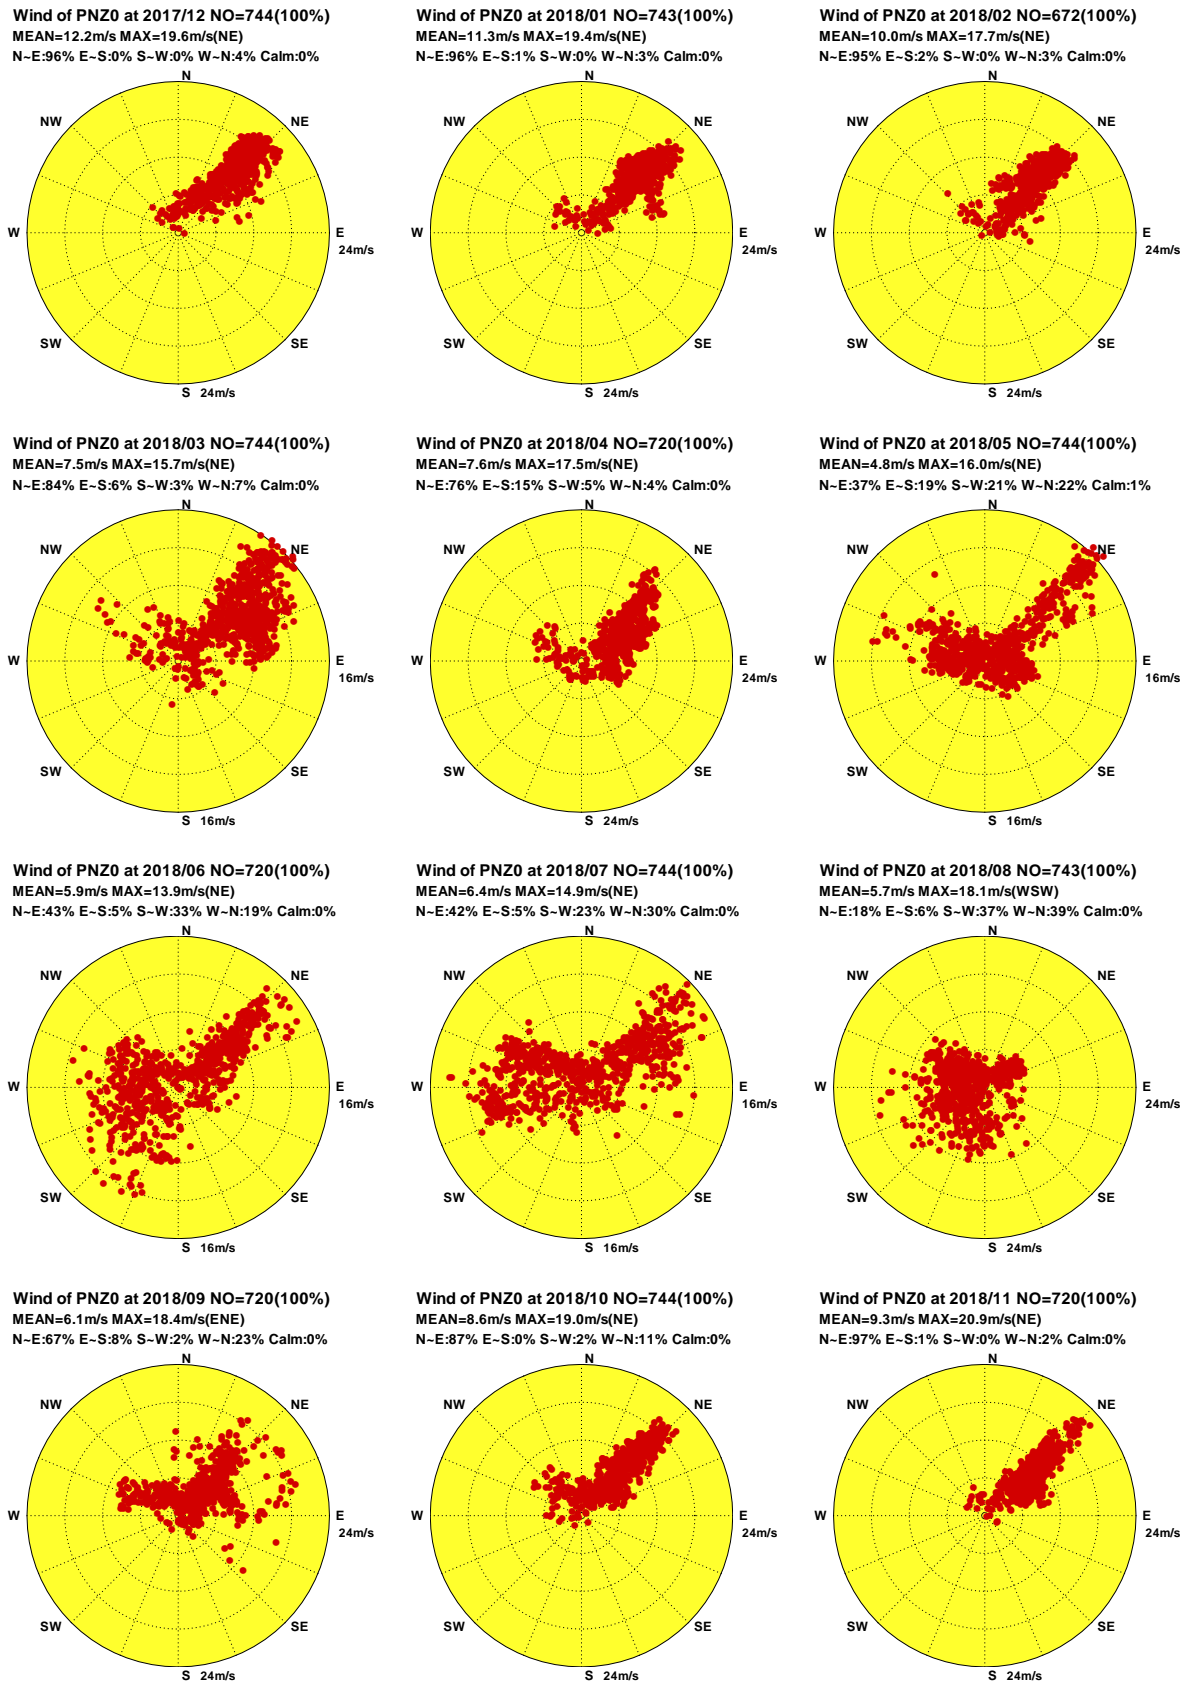 Wind of PNZ0 at 2017/12 NO=744(100%)
MEAN=12.2m/s MAX=19.6m/s(NE)
N~E:96% E~S:0% S~W:0% W~N:4% Calm:0%
N
NW
NE
W
E
24m/s
SW
SE
S 24m/s
Wind of PNZ0 at 2018/01 NO=743(100%)
MEAN=11.3m/s MAX=19.4m/s(NE)
N~E:96% E~S:1% S~W:0% W~N:3% Calm:0%
N
NW
NE
W
E
24m/s
SW
SE
S 24m/s
Wind of PNZ0 at 2018/02 NO=672(100%)
MEAN=10.0m/s MAX=17.7m/s(NE)
N~E:95% E~S:2% S~W:0% W~N:3% Calm:0%
N
NW
NE
W
E
24m/s
SW
SE
S 24m/s
Wind of PNZ0 at 2018/03 NO=744(100%)
MEAN=7.5m/s MAX=15.7m/s(NE)
N~E:84% E~S:6% S~W:3% W~N:7% Calm:0%
N
NW
NE
W
E
16m/s
SW
SE
S 16m/s
Wind of PNZ0 at 2018/04 NO=720(100%)
MEAN=7.6m/s MAX=17.5m/s(NE)
N~E:76% E~S:15% S~W:5% W~N:4% Calm:0%
N
NW
NE
W
E
24m/s
SW
SE
S 24m/s
Wind of PNZ0 at 2018/05 NO=744(100%)
MEAN=4.8m/s MAX=16.0m/s(NE)
N~E:37% E~S:19% S~W:21% W~N:22% Calm:1%
N
NW
NE
W
E
16m/s
SW
SE
S 16m/s
Wind of PNZ0 at 2018/06 NO=720(100%)
MEAN=5.9m/s MAX=13.9m/s(NE)
N~E:43% E~S:5% S~W:33% W~N:19% Calm:0%
N
NW
NE
W
E
16m/s
SW
SE
S 16m/s
Wind of PNZ0 at 2018/07 NO=744(100%)
MEAN=6.4m/s MAX=14.9m/s(NE)
N~E:42% E~S:5% S~W:23% W~N:30% Calm:0%
N
NW
NE
W
E
16m/s
SW
SE
S 16m/s
Wind of PNZ0 at 2018/08 NO=743(100%)
MEAN=5.7m/s MAX=18.1m/s(WSW)
N~E:18% E~S:6% S~W:37% W~N:39% Calm:0%
N
NW
NE
W
E
24m/s
SW
SE
S 24m/s
Wind of PNZ0 at 2018/09 NO=720(100%)
MEAN=6.1m/s MAX=18.4m/s(ENE)
N~E:67% E~S:8% S~W:2% W~N:23% Calm:0%
N
NW
NE
W
E
24m/s
SW
SE
S 24m/s
Wind of PNZ0 at 2018/10 NO=744(100%)
MEAN=8.6m/s MAX=19.0m/s(NE)
N~E:87% E~S:0% S~W:2% W~N:11% Calm:0%
N
NW
NE
W
E
24m/s
SW
SE
S 24m/s
Wind of PNZ0 at 2018/11 NO=720(100%)
MEAN=9.3m/s MAX=20.9m/s(NE)
N~E:97% E~S:1% S~W:0% W~N:2% Calm:0%
N
NW
NE
W
E
24m/s
SW
SE
S 24m/s